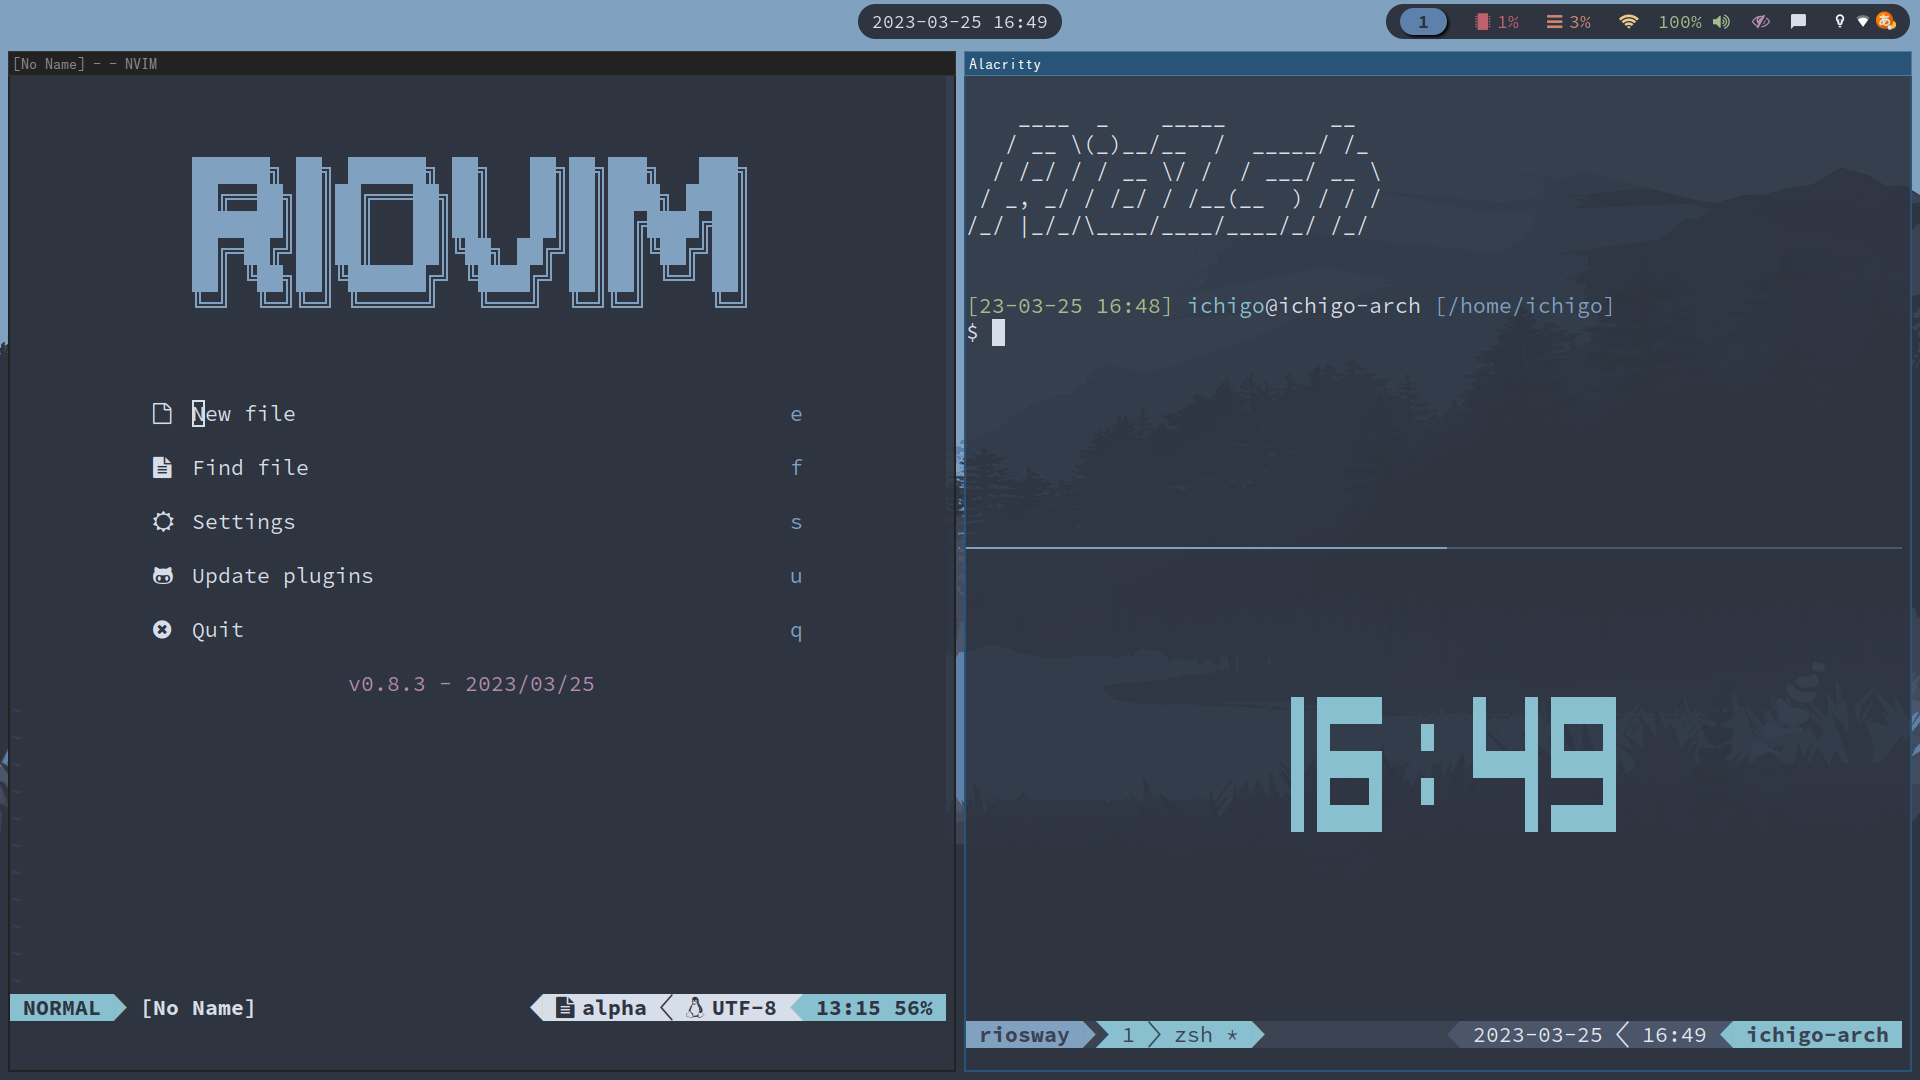 2023-03-25 16:49
1 1% 3% 100% あ
[No Name] - - NVIM
RIOVIM
New file e
Find file f
Settings s
Update plugins u
Quit q
v0.8.3 - 2023/03/25
NORMAL [No Name] alpha UTF-8 13:15 56%
Alacritty
RioZsh
[23-03-25 16:48] ichigo@ichigo-arch [/home/ichigo]
$
16:49
riosway 1 zsh * 2023-03-25 16:49 ichigo-arch